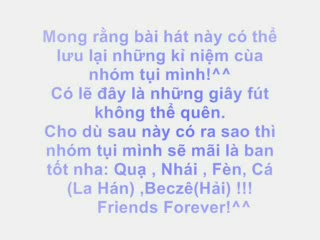 Mong rằng bài hát này có thể
lưu lại những kỉ niệm cùa
nhóm tụi mình!^^
Có lẽ đây là những giây fút
không thể quên.
Cho dù sau này có ra sao thì
nhóm tụi mình sẽ mãi là ban
tốt nha: Quạ , Nhái , Fèn, Cá
(La Hán) ,Beczê(Hải) !!!
Friends Forever!^^